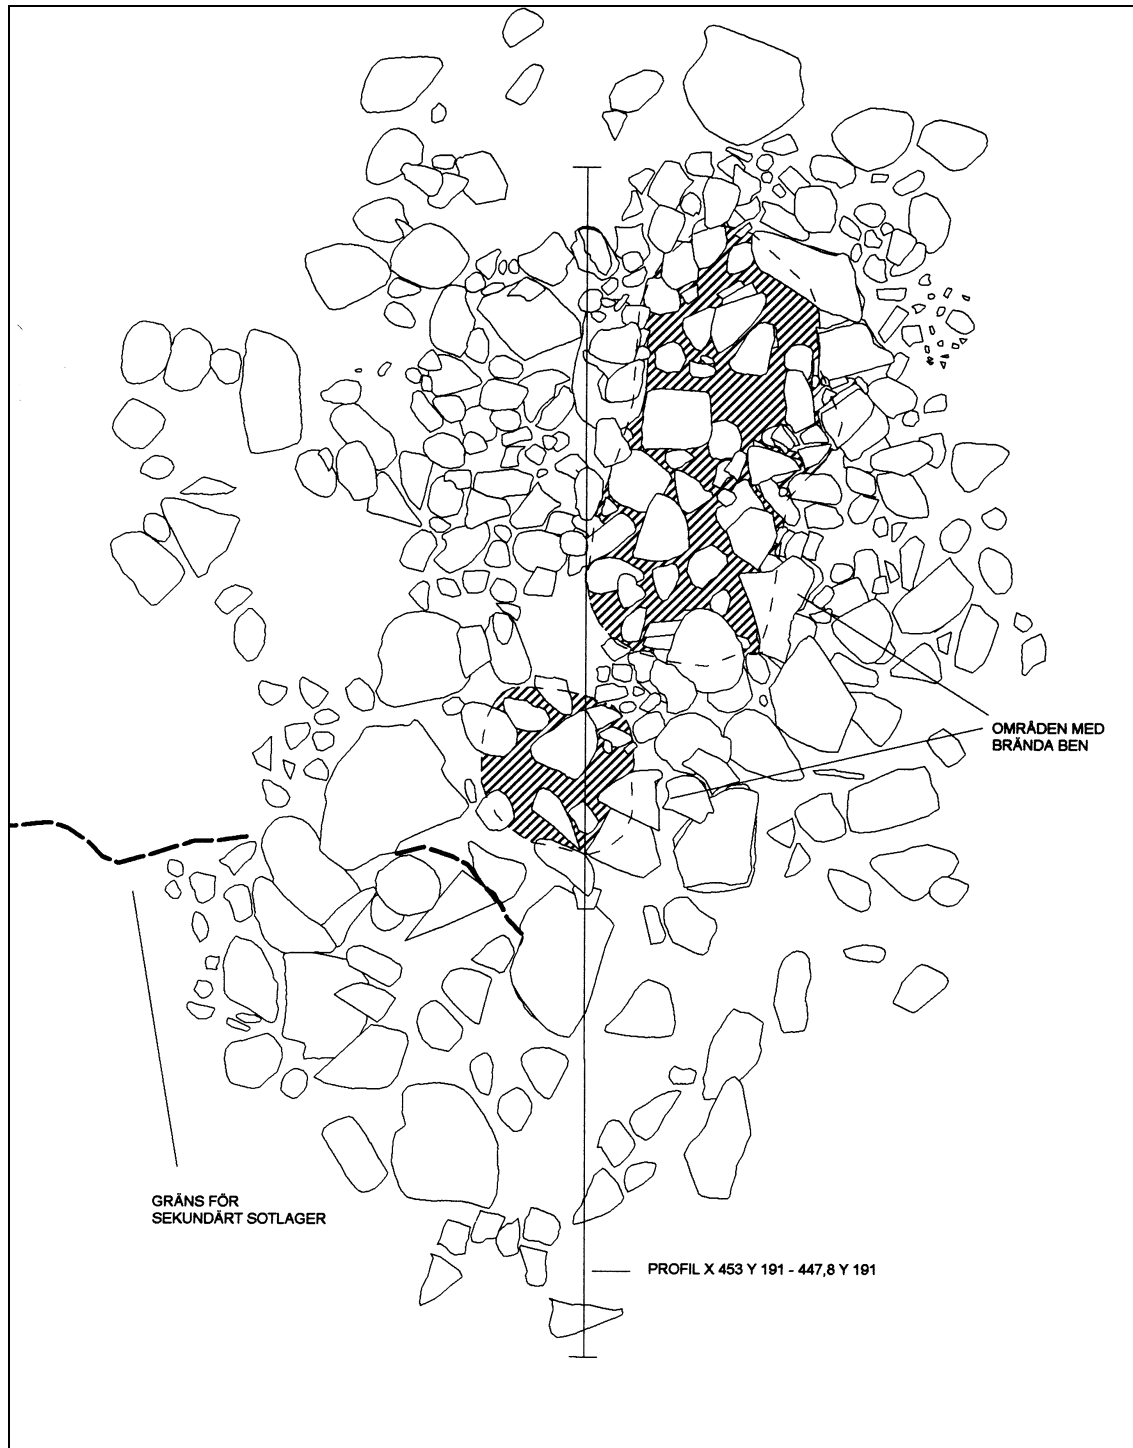 OMRÅDEN MED
BRÄNDA BEN
GRÄNS FÖR
SEKUNDÄRT SOTLAGER
PROFIL X 453 Y 191 - 447,8 Y 191